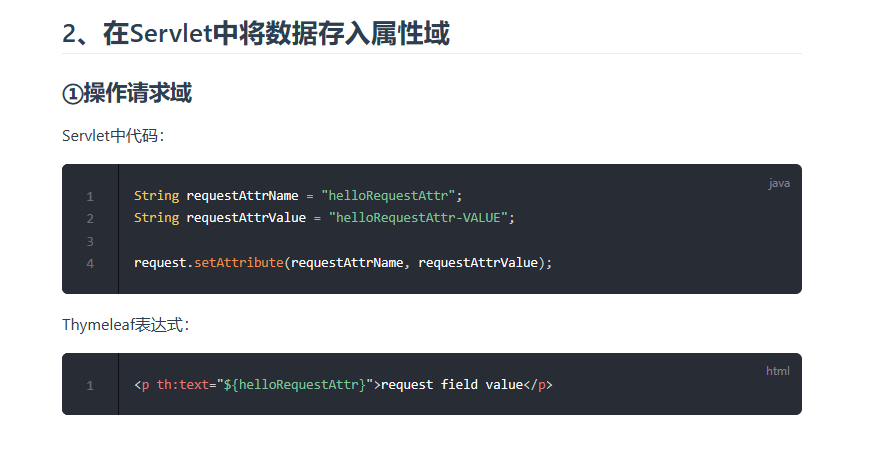 2、在Servlet中将数据存入属性域
①操作请求域
Servlet中代码：
java
1 String requestAttrName = "helloRequestAttr";
2 String requestAttrValue = "helloRequestAttr-VALUE";
3
4 request.setAttribute(requestAttrName, requestAttrValue);
Thymeleaf表达式：
html
1 <p th:text="${helloRequestAttr}">request field value</p>